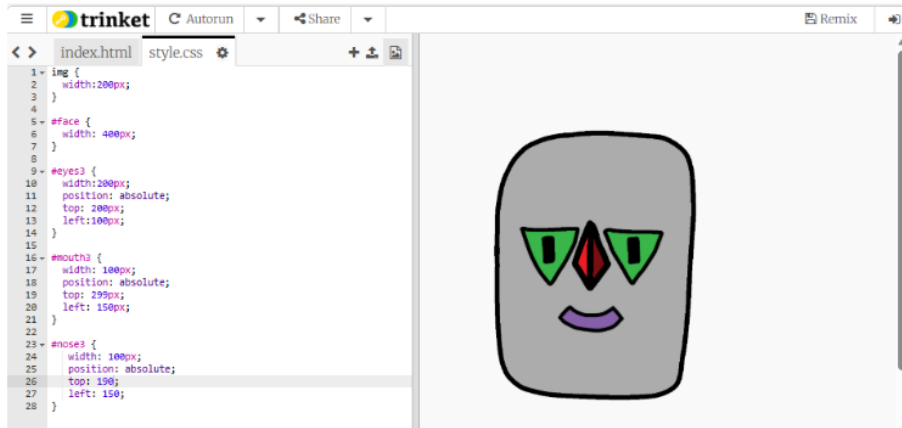 trinket Autorun Share Remix
index.html style.css
1 img {
2 width:200px;
3 }
4
5 #face {
6 width: 400px;
7 }
8
9 #eyes3 {
10 width:200px;
11 position: absolute;
12 top: 200px;
13 left:100px;
14 }
15
16 #mouth3 {
17 width: 100px;
18 position: absolute;
19 top: 299px;
20 left: 150px;
21 }
22
23 #nose3 {
24 width: 100px;
25 position: absolute;
26 top: 190;
27 left: 150;
28 }